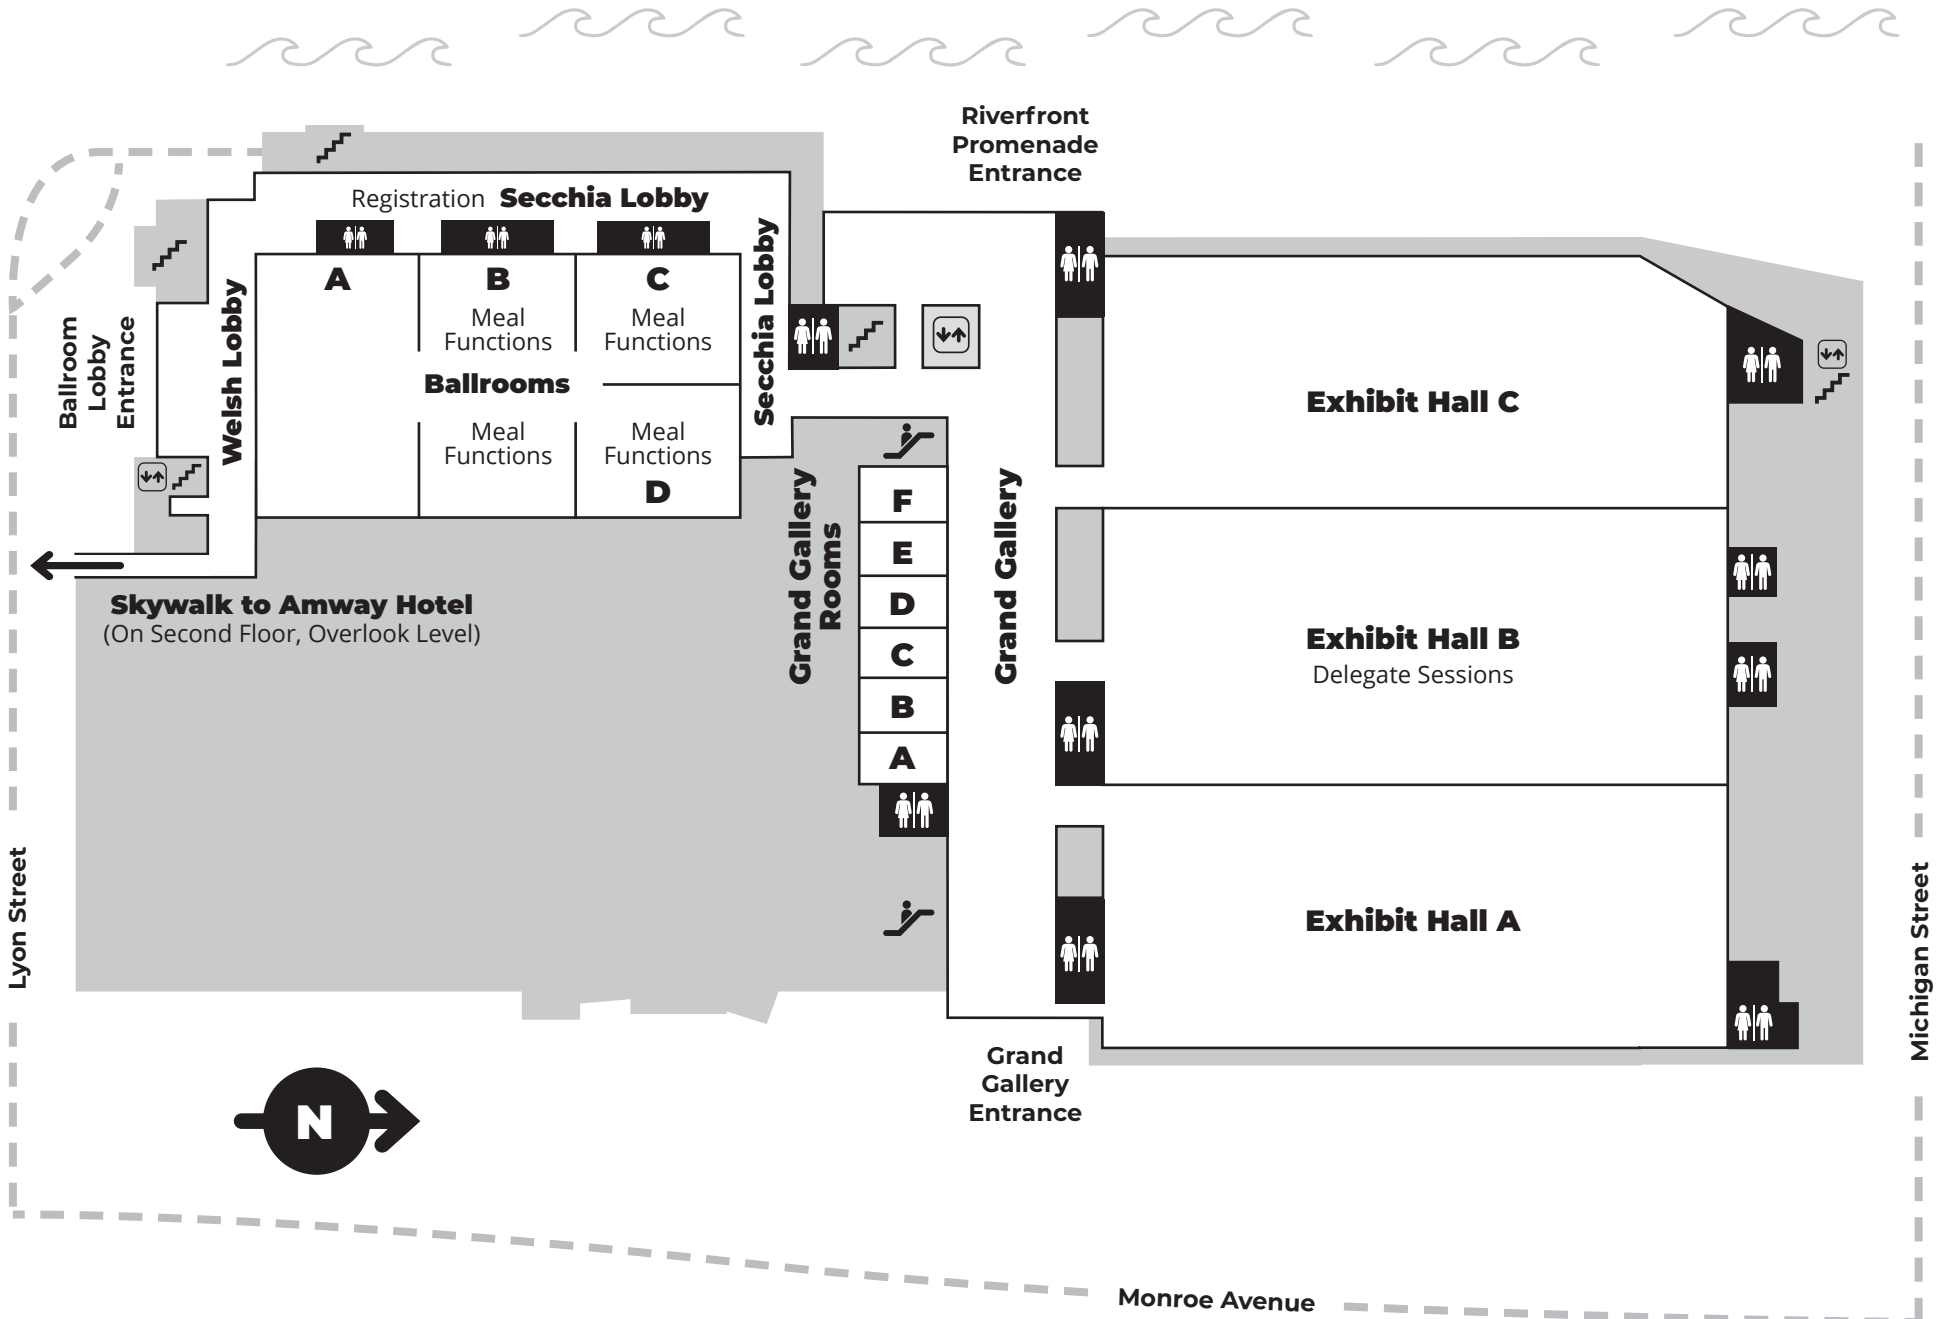 Riverfront
Promenade
Entrance
Registration Secchia Lobby
A
B
C
Meal
Functions
Meal
Functions
Ballrooms
Meal
Functions
Meal
Functions
D
Secchia Lobby
Welsh Lobby
Ballroom
Lobby
Entrance
Skywalk to Amway Hotel
(On Second Floor, Overlook Level)
Grand Gallery
Rooms
F
E
D
C
B
A
Grand Gallery
Exhibit Hall C
Exhibit Hall B
Delegate Sessions
Exhibit Hall A
Grand
Gallery
Entrance
Lyon Street
Michigan Street
N
Monroe Avenue